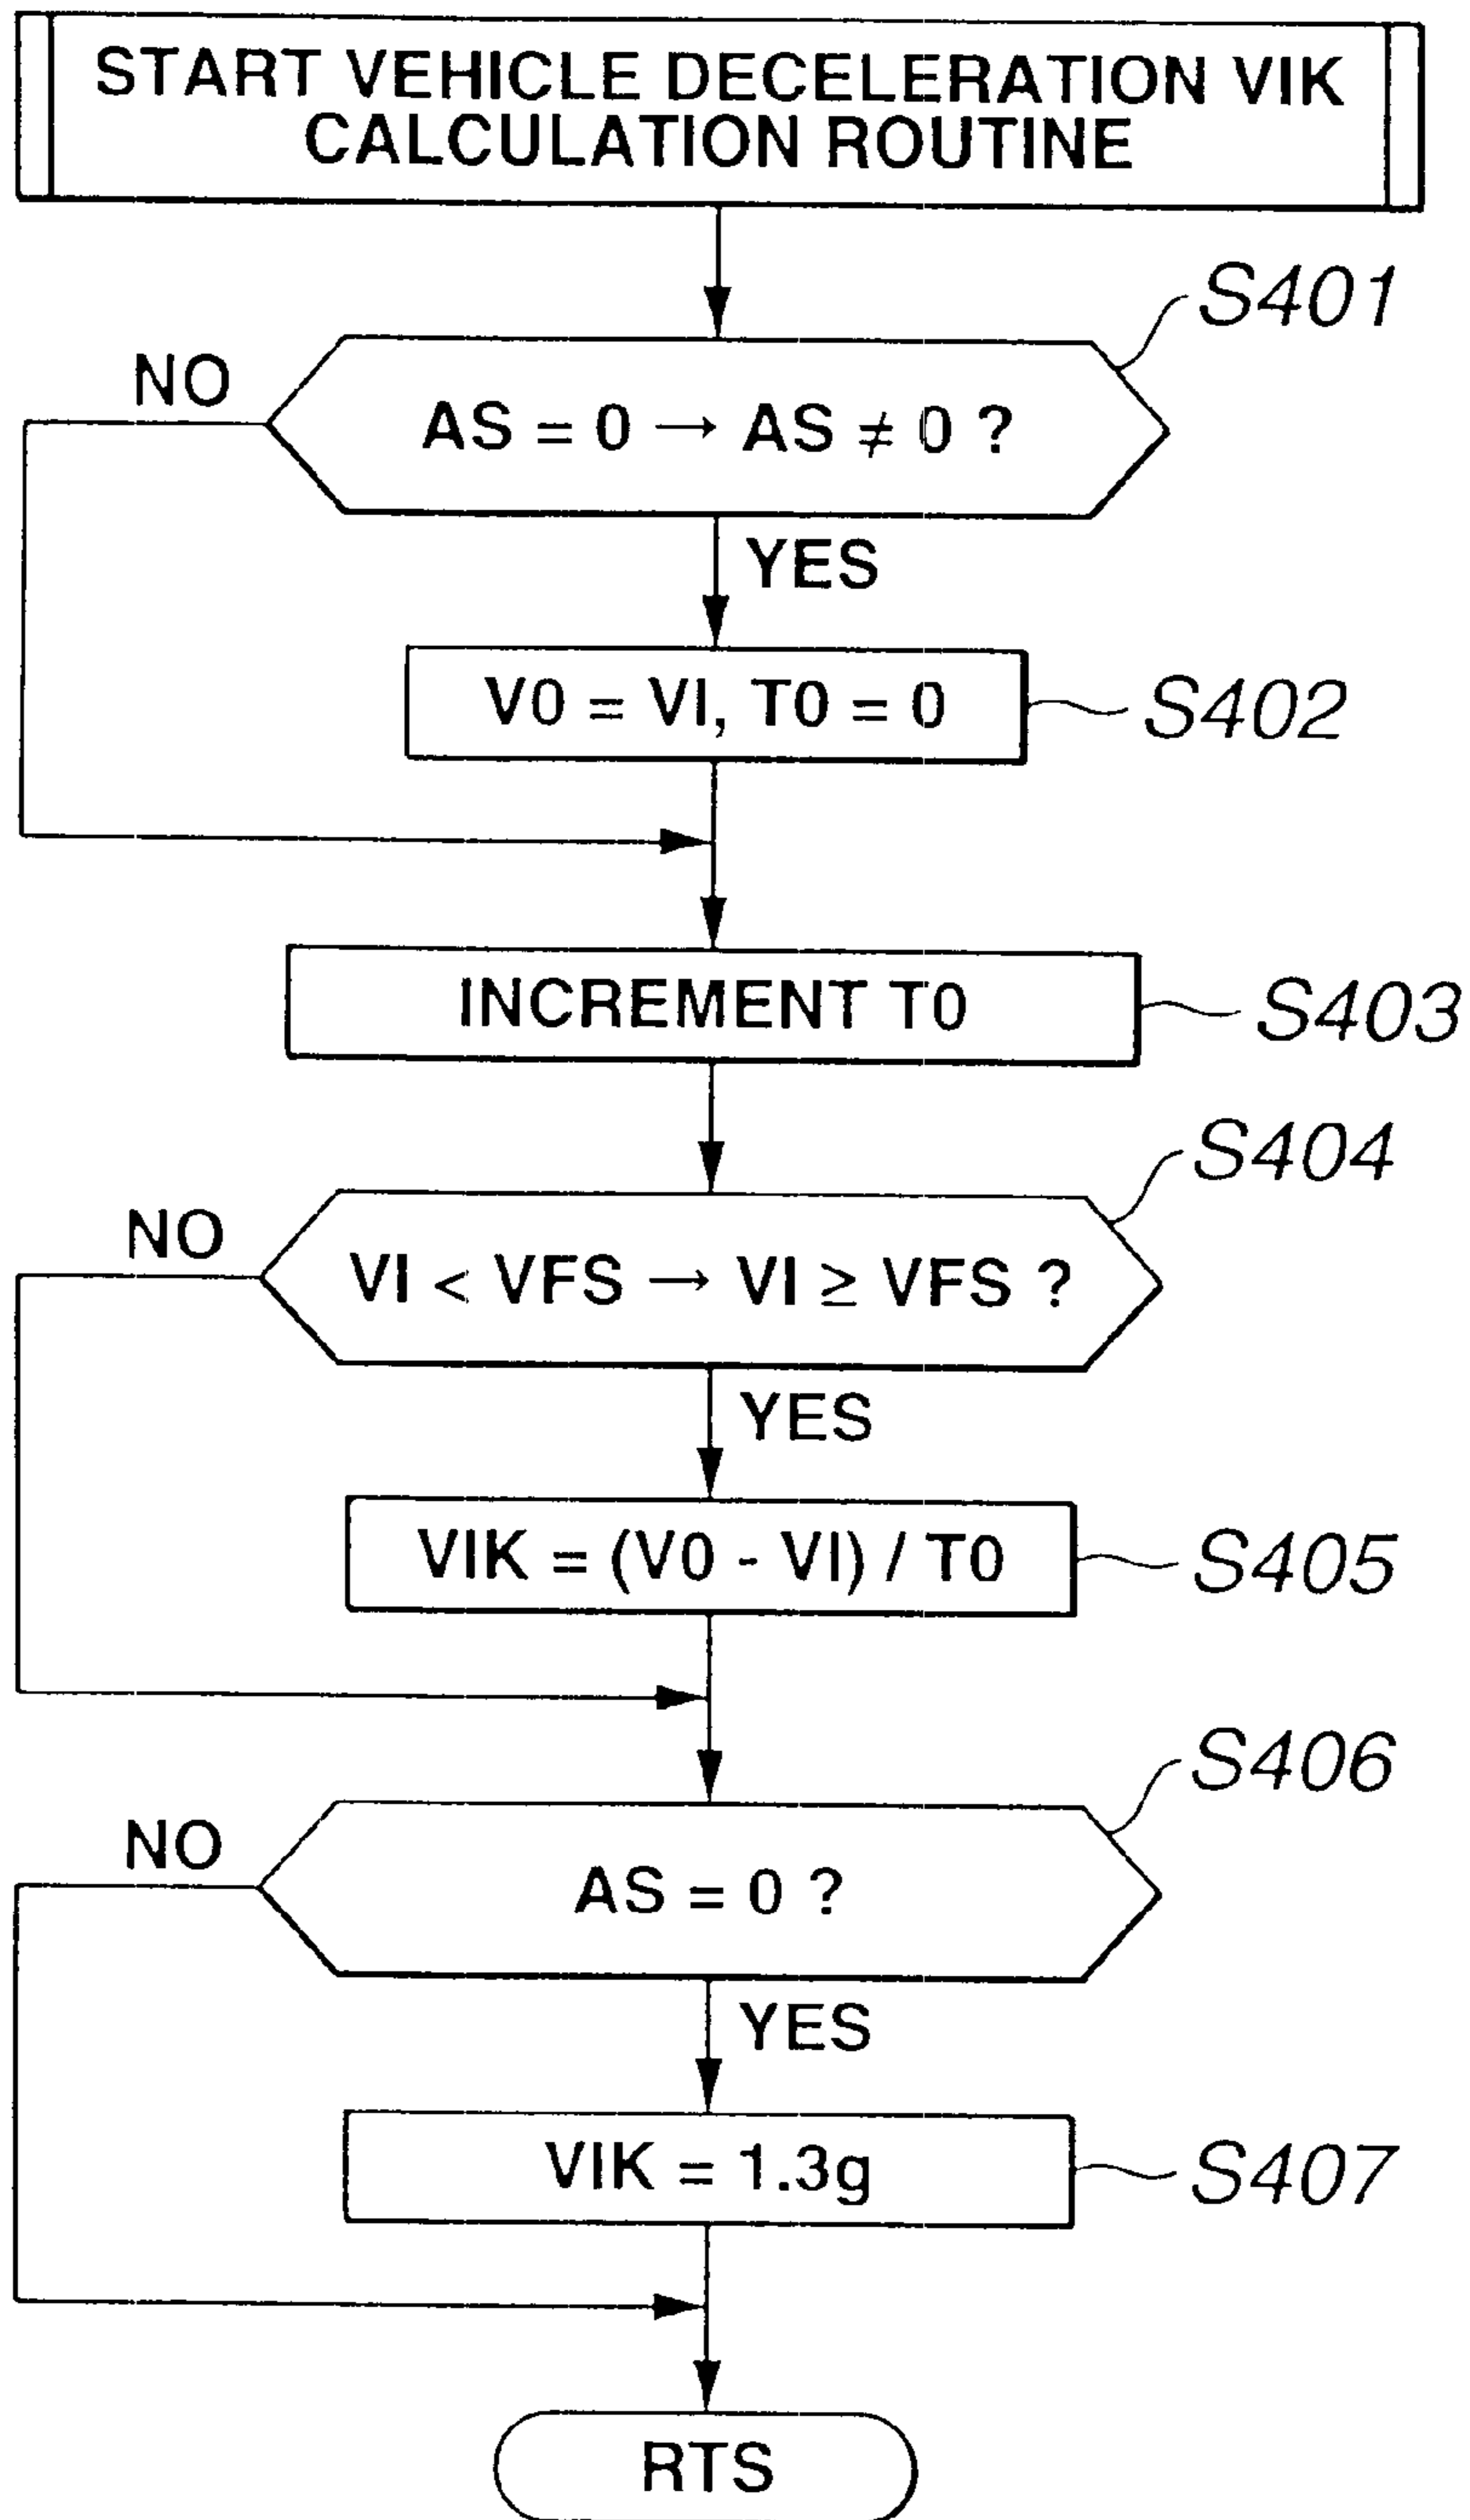 START VEHICLE DECELERATION VIK
CALCULATION ROUTINE
S401
NO
AS = 0 → AS ≠ 0 ?
YES
V0 = VI, T0 = 0
S402
INCREMENT T0
S403
S404
NO
VI < VFS → VI ≥ VFS ?
YES
VIK = (V0 - VI) / T0
S405
S406
NO
AS = 0 ?
YES
VIK = 1.3g
S407
RTS